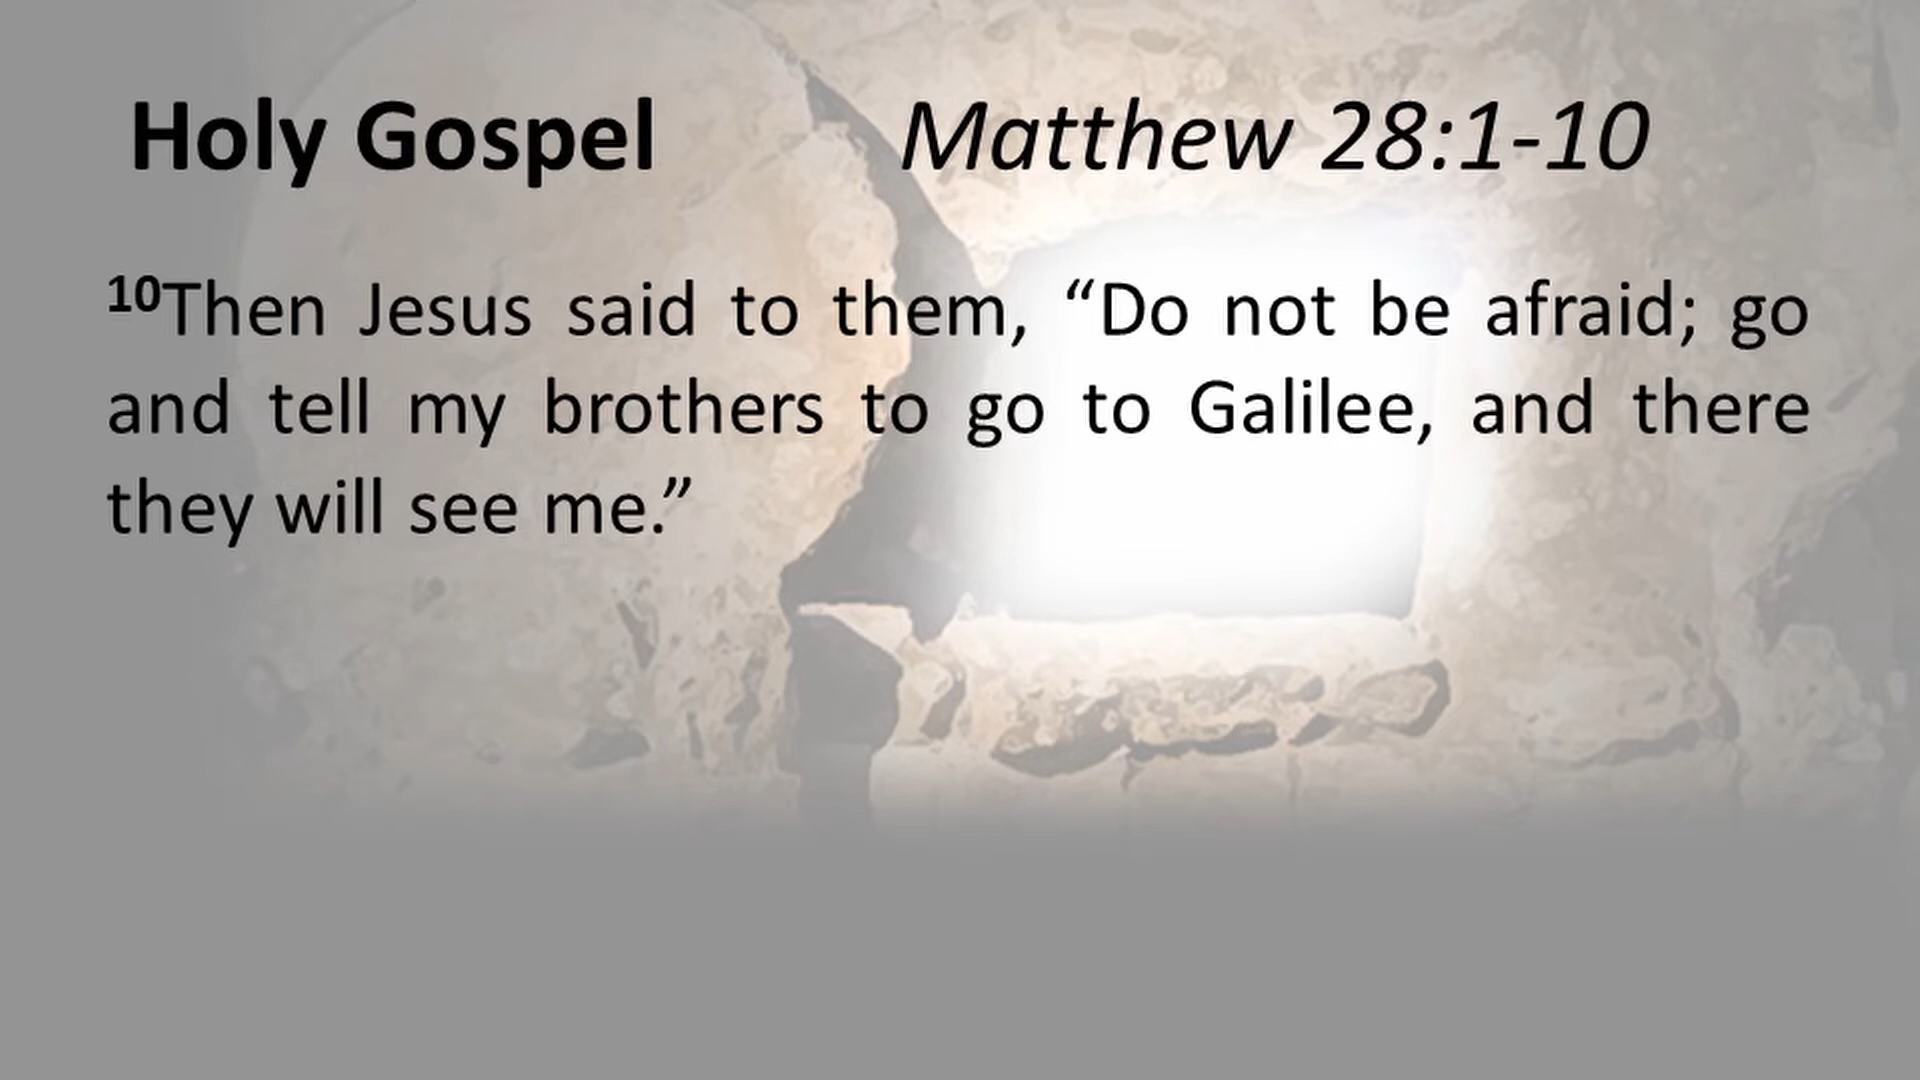 Holy Gospel Matthew 28:1-10
10Then Jesus said to them, “Do not be afraid; go
and tell my brothers to go to Galilee, and there
they will see me.”